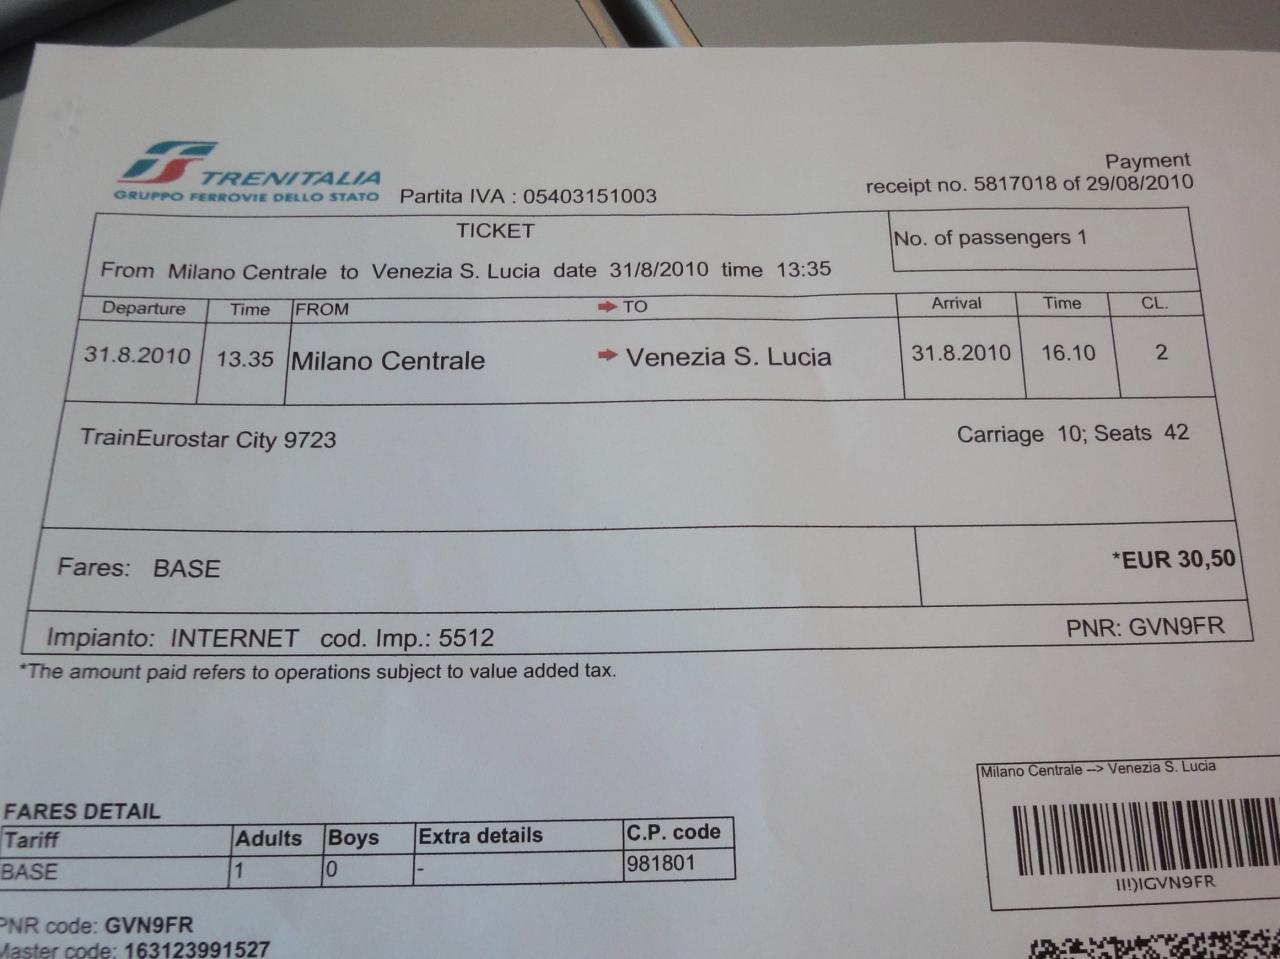 TRENITALIA
GRUPPO FERROVIE DELLO STATO
Partita IVA : 05403151003
Payment
receipt no. 5817018 of 29/08/2010
TICKET
No. of passengers 1
From Milano Centrale to Venezia S. Lucia date 31/8/2010 time 13:35
Departure Time FROM TO Arrival Time CL.
31.8.2010 13.35 Milano Centrale Venezia S. Lucia 31.8.2010 16.10 2
TrainEurostar City 9723 Carriage 10; Seats 42
Fares: BASE *EUR 30,50
Impianto: INTERNET cod. Imp.: 5512 PNR: GVN9FR
*The amount paid refers to operations subject to value added tax.
Milano Centrale --> Venezia S. Lucia
II!)IGVN9FR
FARES DETAIL
Tariff Adults Boys Extra details C.P. code
BASE 1 0 - 981801
PNR code: GVN9FR
Master code: 163123991527